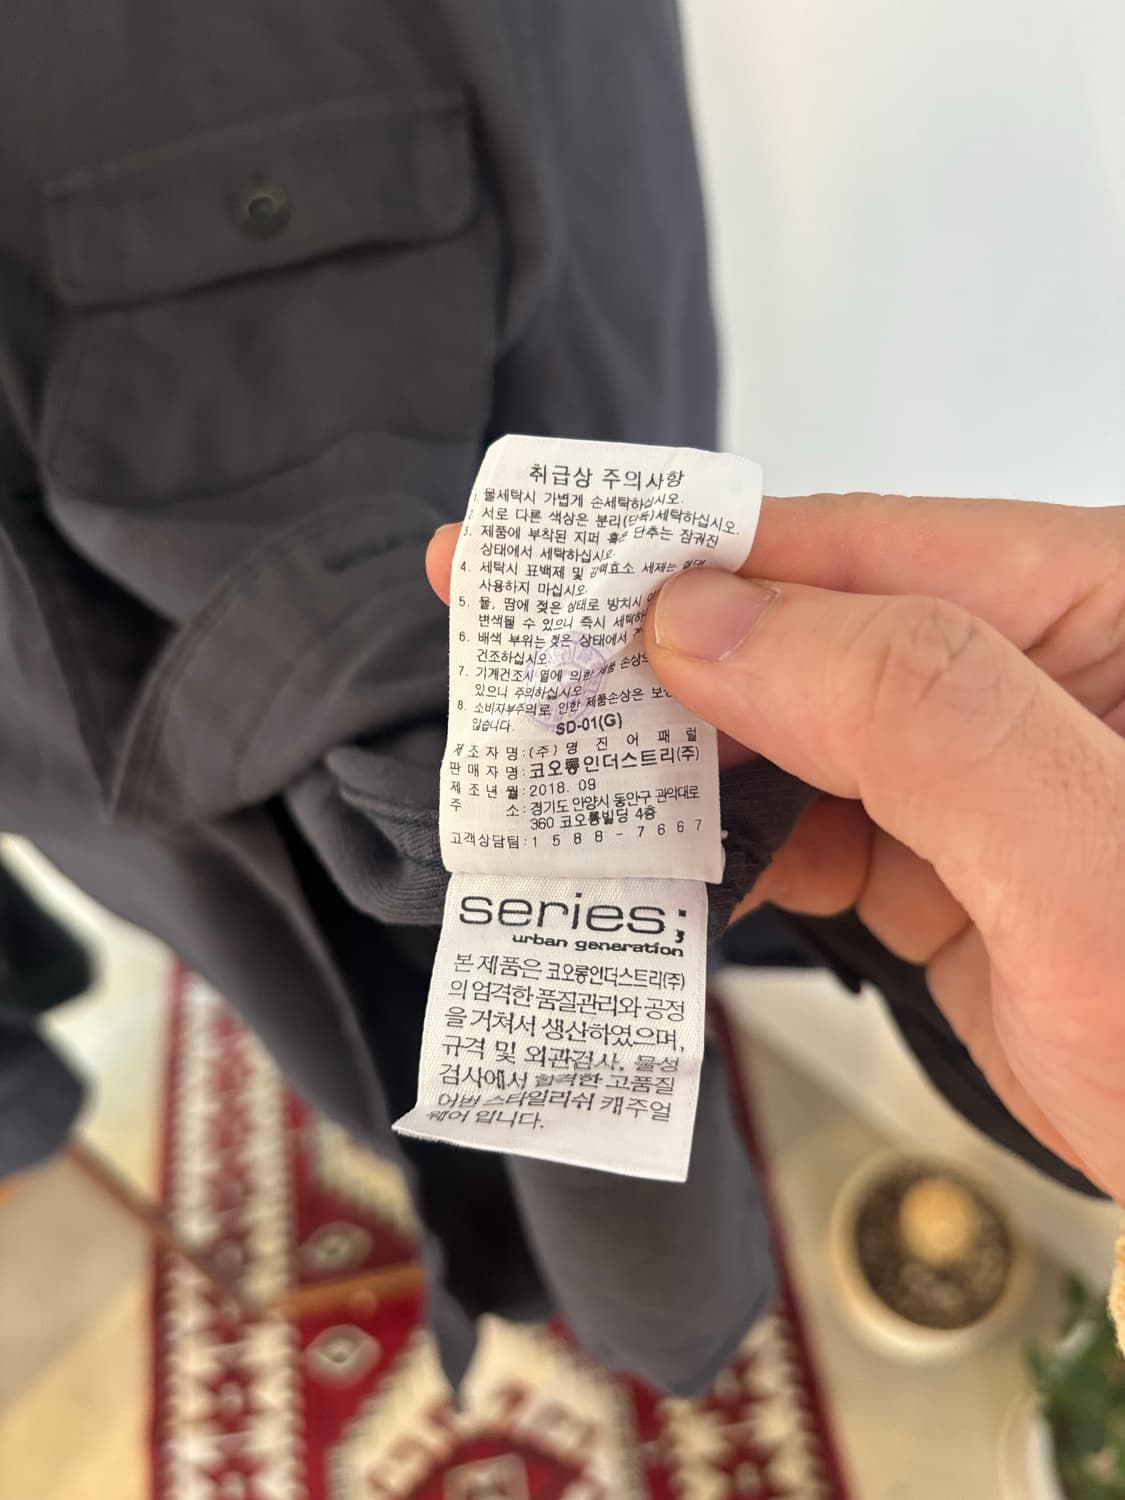 취급상 주의사항
1. 물세탁시 가볍게 손세탁하십시오.
2. 서로 다른 색상은 분리(단독)세탁하십시오.
3. 제품에 부착된 지퍼 혹은 단추는 잠궈진
상태에서 세탁하십시오.
4. 세탁시 표백제 및 강력효소 세제는 절대
사용하지 마십시오.
5. 물, 땀에 젖은 상태로 방치시
변색될 수 있으니 즉시 세탁하
6. 배색 부위는 젖은 상태에서
건조하십시오.
7. 기계건조시 열에 의한 제품 손상의
있으니 주의하십시오
8. 소비자부주의로 인한 제품손상은 보상
않습니다.
SD-01(G)
제조자명:(주)명진어패럴
판매자명:코오롱인더스트리(주)
제조년월:2018. 09
주 소:경기도 안양시 동안구 관악대로
360 코오롱빌딩 4층
고객상담팀:1588-7667
series;
urban generation
본 제품은 코오롱인더스트리(주)
의 엄격한 품질관리와 공정
을 거쳐서 생산하였으며,
규격 및 외관검사, 물성
검사에서 합격한 고품질
어번 스타일리쉬 캐주얼
웨어 입니다.